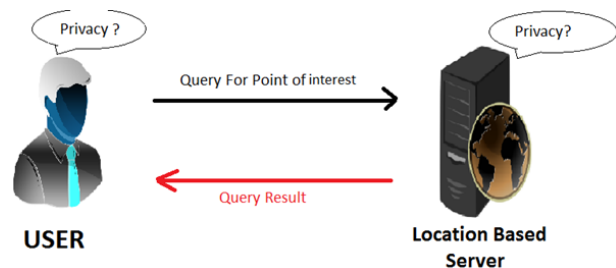 Privacy ?
Privacy?
Query For Point of interest
Query Result
USER
Location Based
Server